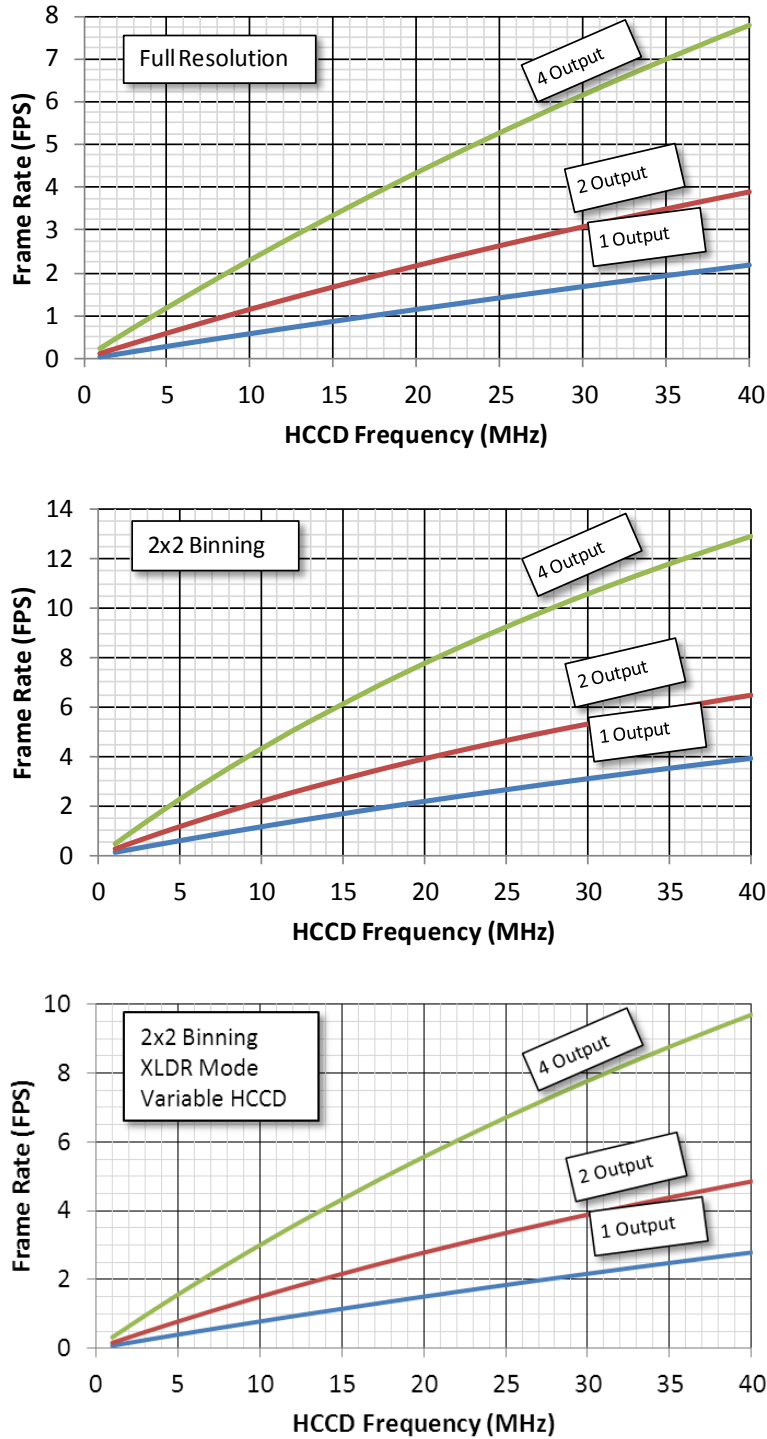 Full Resolution
4 Output
2 Output
1 Output
Frame Rate (FPS)
8
7
6
5
4
3
2
1
0
0 5 10 15 20 25 30 35 40
HCCD Frequency (MHz)
2x2 Binning
4 Output
2 Output
1 Output
Frame Rate (FPS)
14
12
10
8
6
4
2
0
0 5 10 15 20 25 30 35 40
HCCD Frequency (MHz)
2x2 Binning
XLDR Mode
Variable HCCD
4 Output
2 Output
1 Output
Frame Rate (FPS)
10
8
6
4
2
0
0 5 10 15 20 25 30 35 40
HCCD Frequency (MHz)